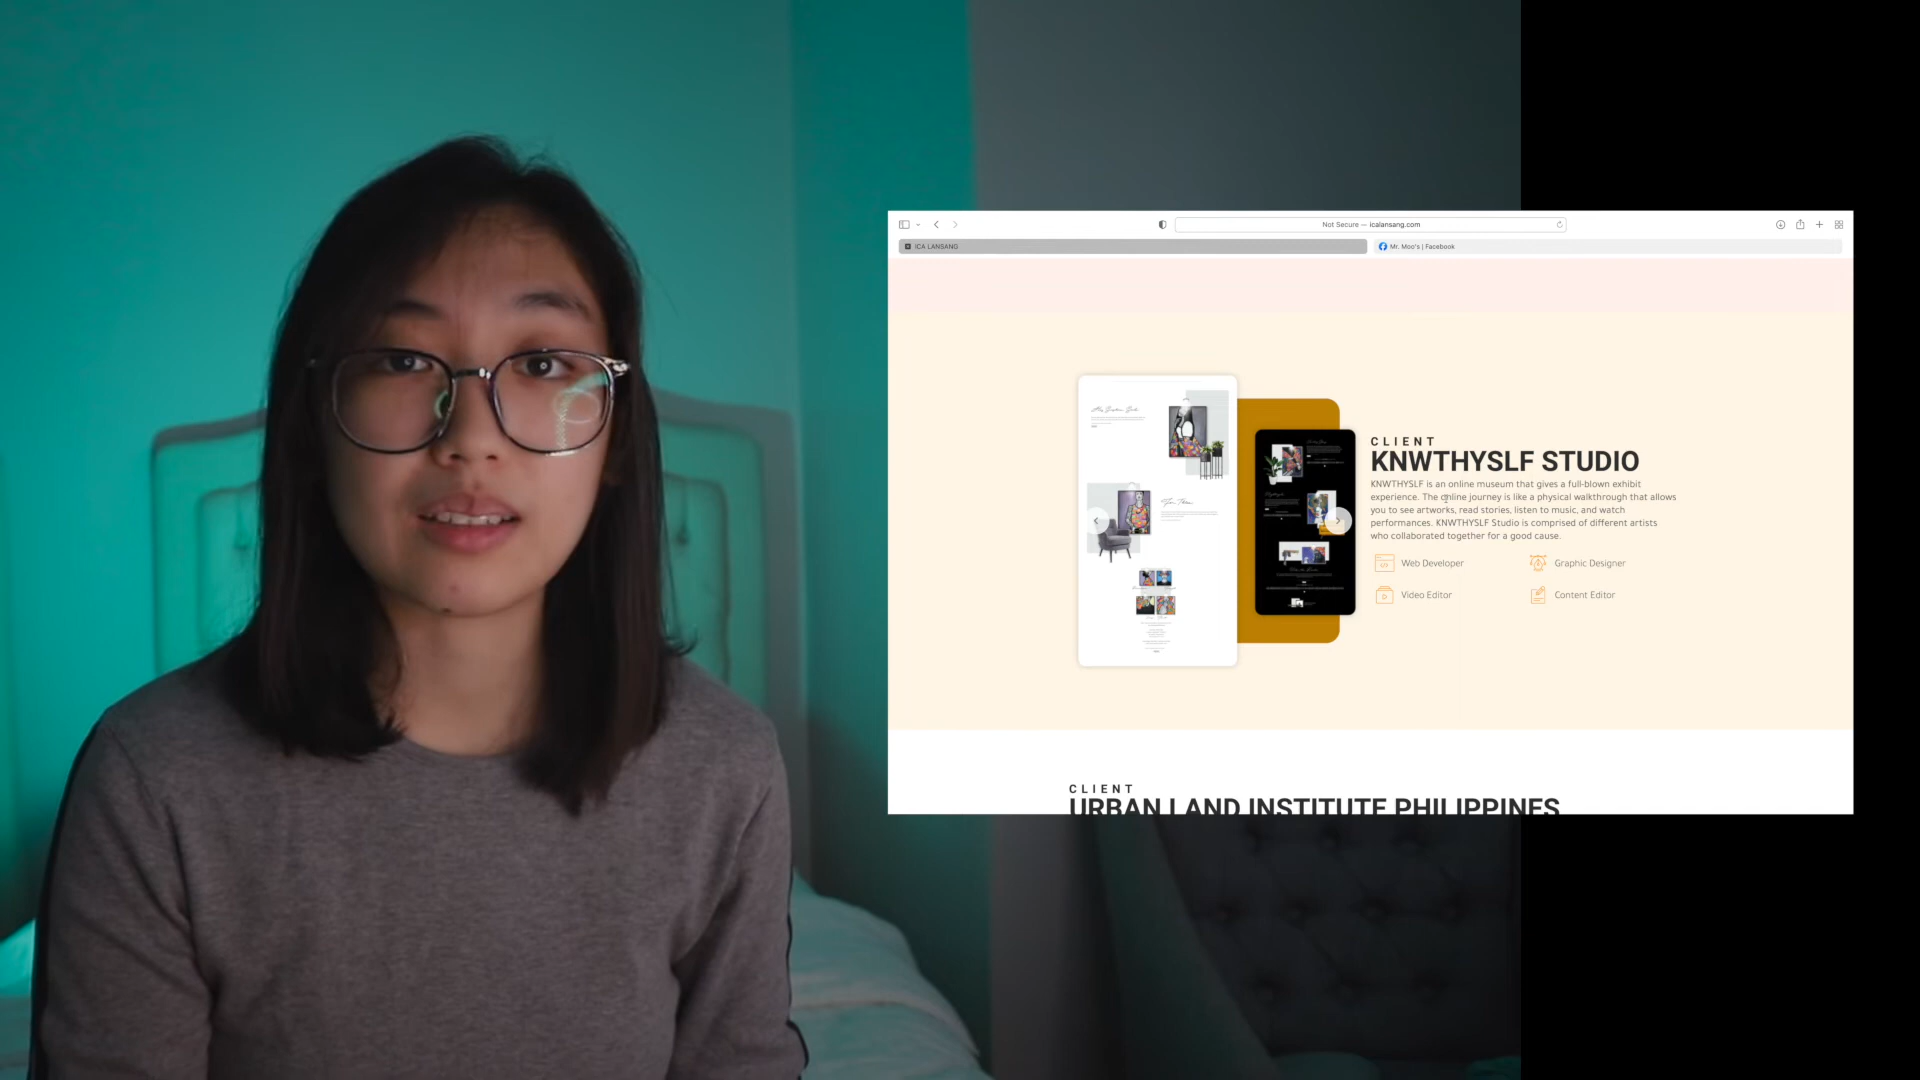 Not Secure — icalansang.com
ICA LANSANG
Mr. Moo's | Facebook
CLIENT
KNWTHYSLF STUDIO
KNWTHYSLF is an online museum that gives a full-blown exhibit
experience. The online journey is like a physical walkthrough that allows
you to see artworks, read stories, listen to music, and watch
performances. KNWTHYSLF Studio is comprised of different artists
who collaborated together for a good cause.
Web Developer
Graphic Designer
Video Editor
Content Editor
CLIENT
URBAN LAND INSTITUTE PHILIPPINES